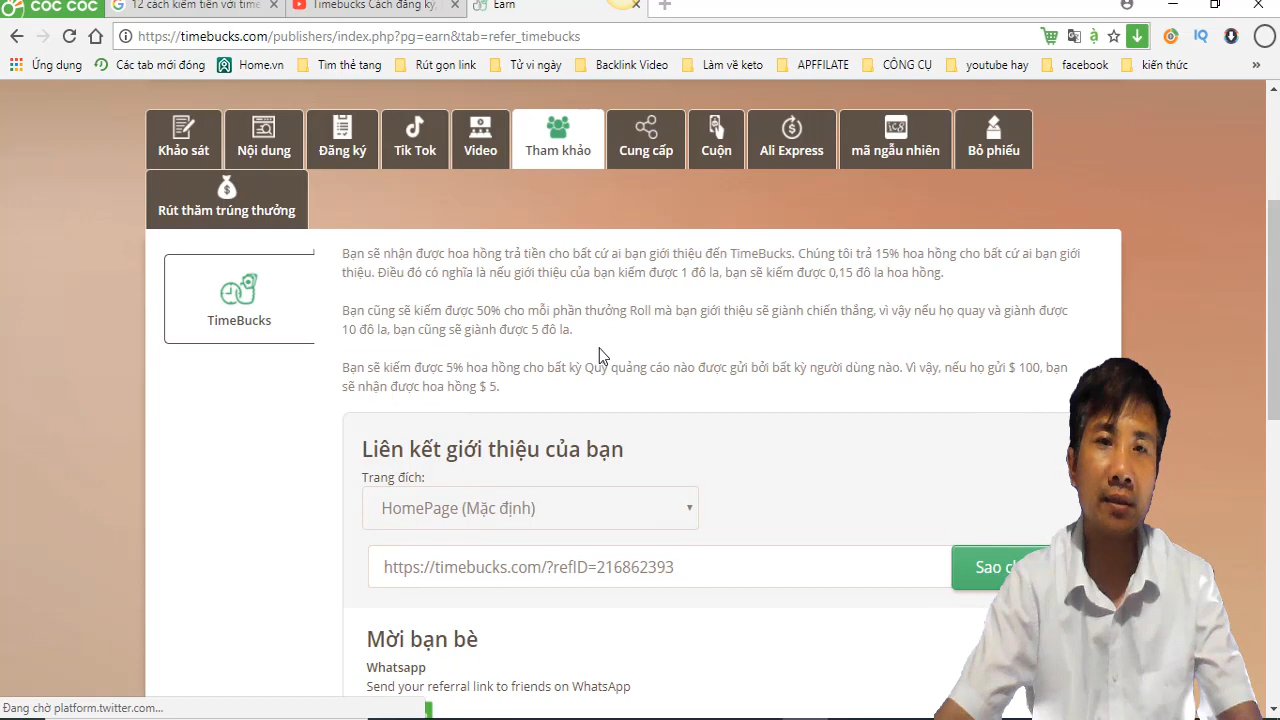 CỐC CỐC
12 cách kiếm tiền với time
Timebucks Cách đăng ký
Earn
https://timebucks.com/publishers/index.php?pg=earn&tab=refer_timebucks
Ứng dụng
Các tab mới đóng
Home.vn
Tìm thẻ tang
Rút gọn link
Tử vi ngày
Backlink Video
Làm về keto
APFFILATE
CÔNG CỤ
youtube hay
facebook
kiến thức
»
Khảo sát
Nội dung
Đăng ký
Tik Tok
Video
Tham khảo
Cung cấp
Cuộn
Ali Express
mã ngẫu nhiên
Bỏ phiếu
Rút thăm trúng thưởng
TimeBucks
Bạn sẽ nhận được hoa hồng trả tiền cho bất cứ ai bạn giới thiệu đến TimeBucks. Chúng tôi trả 15% hoa hồng cho bất cứ ai bạn giới
thiệu. Điều đó có nghĩa là nếu giới thiệu của bạn kiếm được 1 đô la, bạn sẽ kiếm được 0,15 đô la hoa hồng.
Bạn cũng sẽ kiếm được 50% cho mỗi phần thưởng Roll mà bạn giới thiệu sẽ giành chiến thắng, vì vậy nếu họ quay và giành được
10 đô la, bạn cũng sẽ giành được 5 đô la.
Bạn sẽ kiếm được 5% hoa hồng cho bất kỳ Quỹ quảng cáo nào được gửi bởi bất kỳ người dùng nào. Vì vậy, nếu họ gửi $ 100, bạn
sẽ nhận được hoa hồng $ 5.
Liên kết giới thiệu của bạn
Trang đích:
HomePage (Mặc định)
https://timebucks.com/?refID=216862393
Sao
Mời bạn bè
Whatsapp
Send your referral link to friends on WhatsApp
Đang chờ platform.twitter.com...